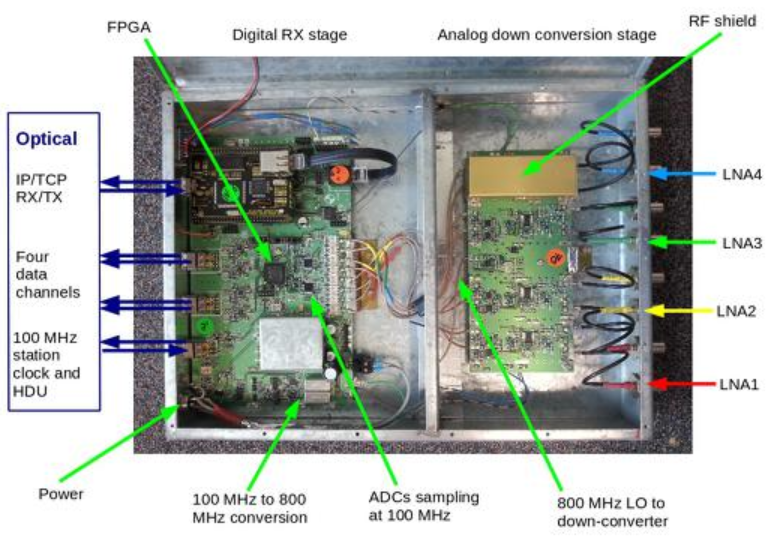 FPGA
Digital RX stage
Analog down conversion stage
RF shield
Optical
IP/TCP
RX/TX
Four
data
channels
100 MHz
station
clock and
HDU
LNA4
LNA3
LNA2
LNA1
Power
100 MHz to 800
MHz conversion
ADCs sampling
at 100 MHz
800 MHz LO to
down-converter